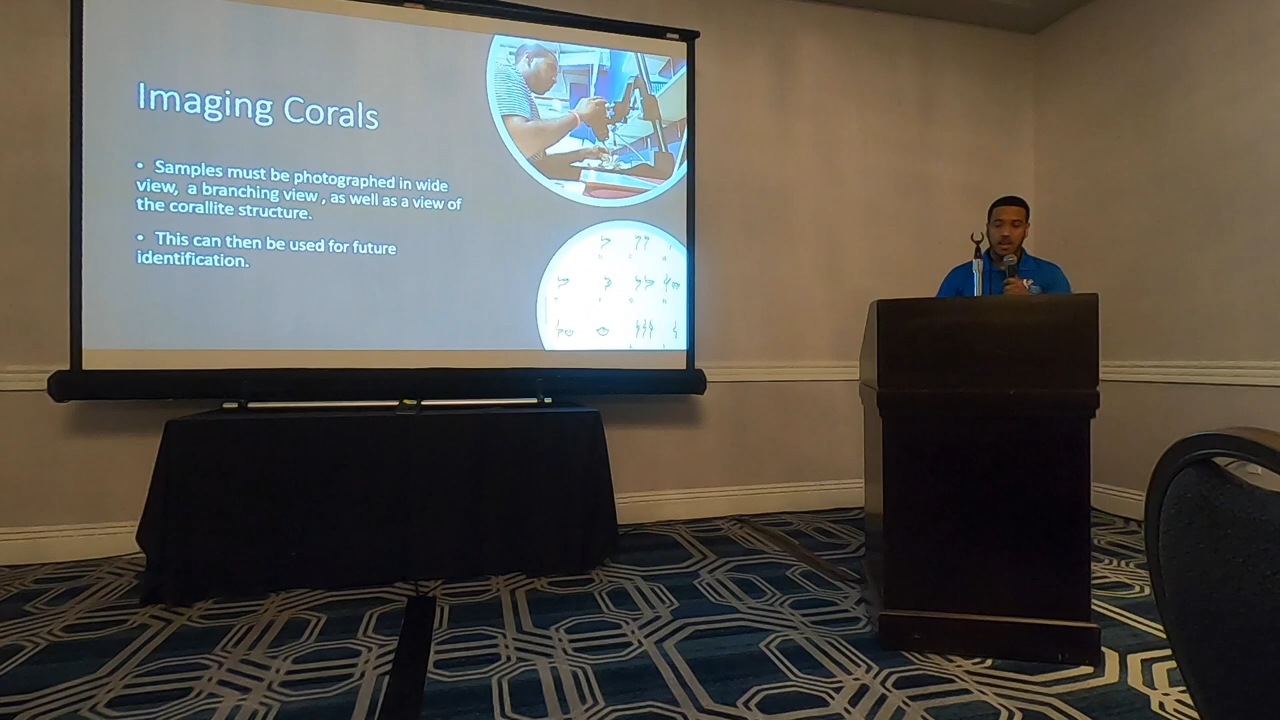 Imaging Corals
• Samples must be photographed in wide
view, a branching view , as well as a view of
the corallite structure.
• This can then be used for future
identification.